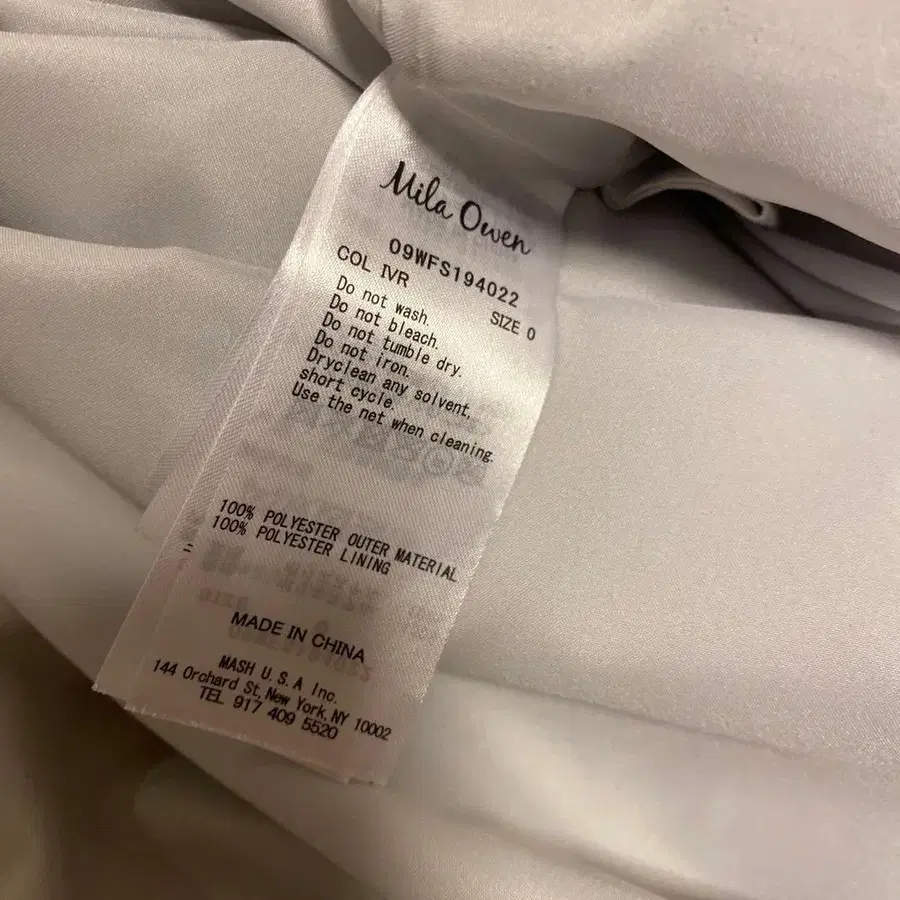 Mila Owen
09WFS194022
COL IVR SIZE 0
Do not wash.
Do not bleach.
Do not tumble dry.
Do not iron.
Dryclean any solvent,
short cycle.
Use the net when cleaning.
100% POLYESTER OUTER MATERIAL
100% POLYESTER LINING
MADE IN CHINA
MASH U.S.A Inc.
144 Orchard St, New York, NY 10002
TEL 917 409 5520